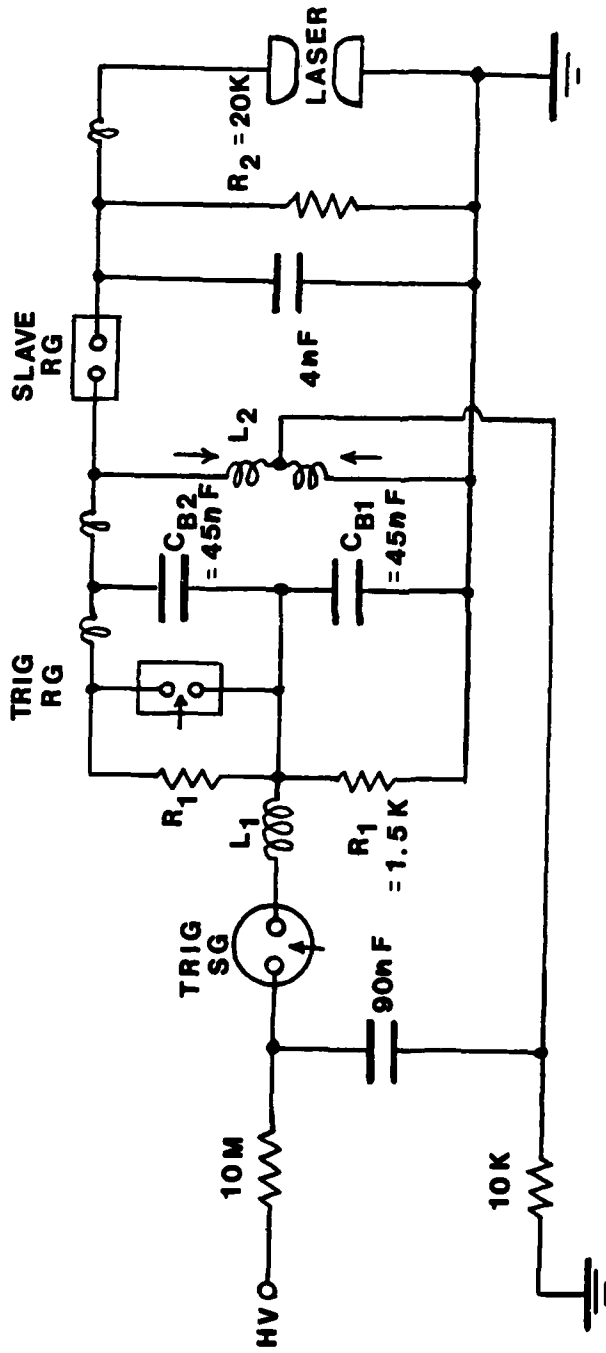 HV
10M
10K
90nF
TRIG
SG
L1
R1
R1
=1.5K
TRIG
RG
CB2
=45nF
CB1
=45nF
L2
SLAVE
RG
4nF
R2=20K
LASER